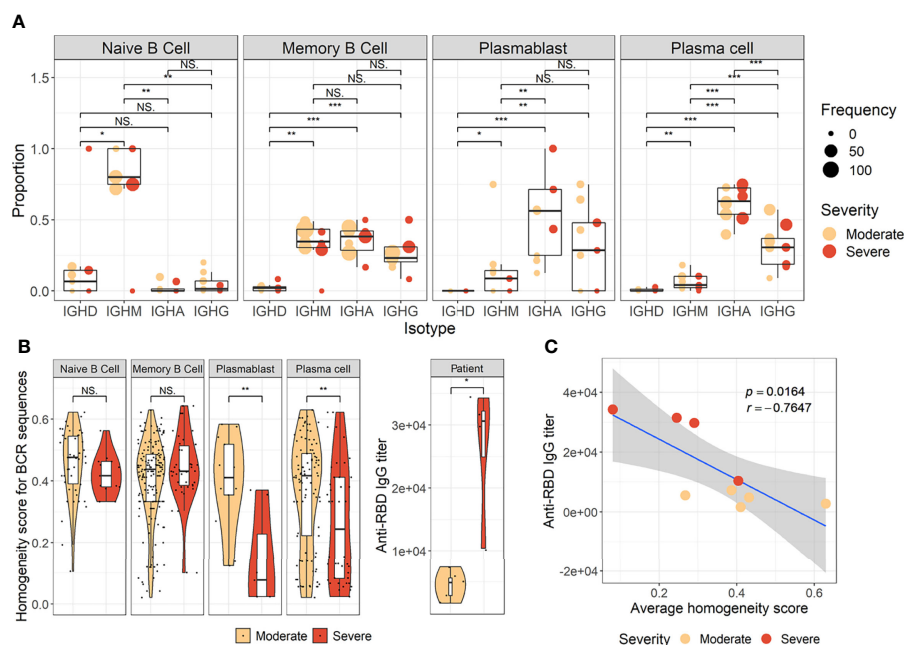 A
Naive B Cell Memory B Cell Plasmablast Plasma cell
1.5
1.0
0.5
0.0
Proportion
NS.
**
**
NS.
NS.
*
NS.
NS.
NS.
***
***
**
NS.
NS.
**
**
***
*
***
***
***
***
***
**
IGHD IGHM IGHA IGHG IGHD IGHM IGHA IGHG IGHD IGHM IGHA IGHG IGHD IGHM IGHA IGHG
Isotype
Frequency
0
50
100
Severity
Moderate
Severe
B
Naive B Cell Memory B Cell Plasmablast Plasma cell
NS. NS. ** **
0.6
0.4
0.2
0.0
Homogeneity score for BCR sequences
Moderate Severe
Patient
*
3e+04
2e+04
1e+04
Anti-RBD IgG titer
C
p = 0.0164
r = −0.7647
4e+04
2e+04
0e+00
-2e+04
Anti-RBD IgG titer
0.2 0.4 0.6
Average homogeneity score
Severity Moderate Severe